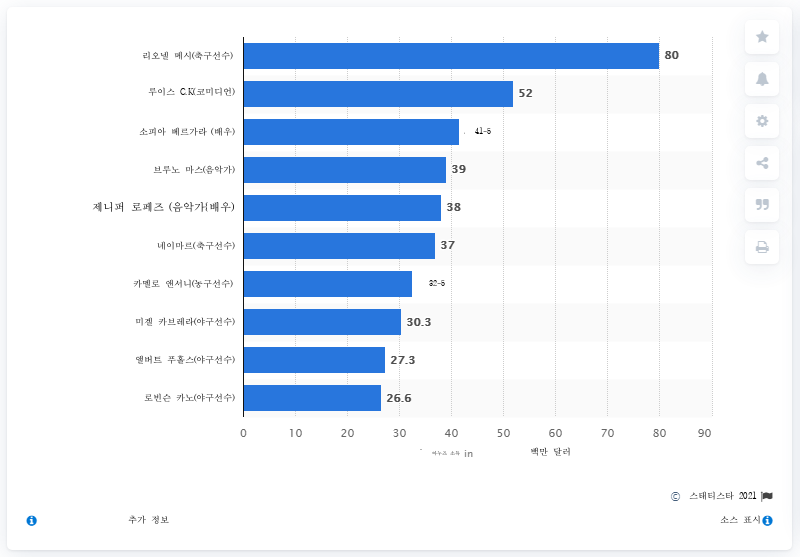 리오넬 메시(축구선수) 80
루이스 C.K(코미디언) 52
소피아 베르가라 (배우) 41-5
브루노 마스(음악가) 39
제니퍼 로페즈 (음악가(배우) 38
네이마르(축구선수) 37
카멜로 앤서니(농구선수) 32-5
미겔 카브레라(야구선수) 30.3
앨버트 푸홀스(야구선수) 27.3
로빈슨 카노(야구선수) 26.6
0 10 20 30 40 50 60 70 80 90
in 백만 달러
© 스태티스타 2021
추가 정보 소스 표시